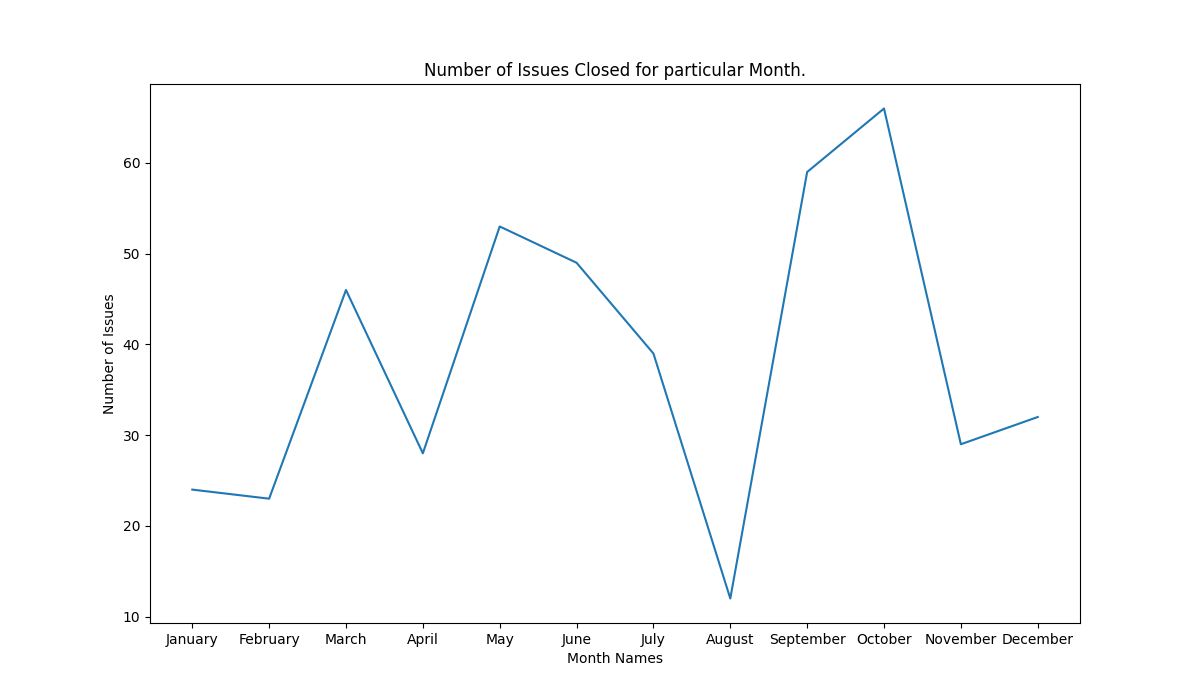 Number of Issues Closed for particular Month.
60
50
40
30
20
10
Number of Issues
January February March April May June July August September October November December
Month Names